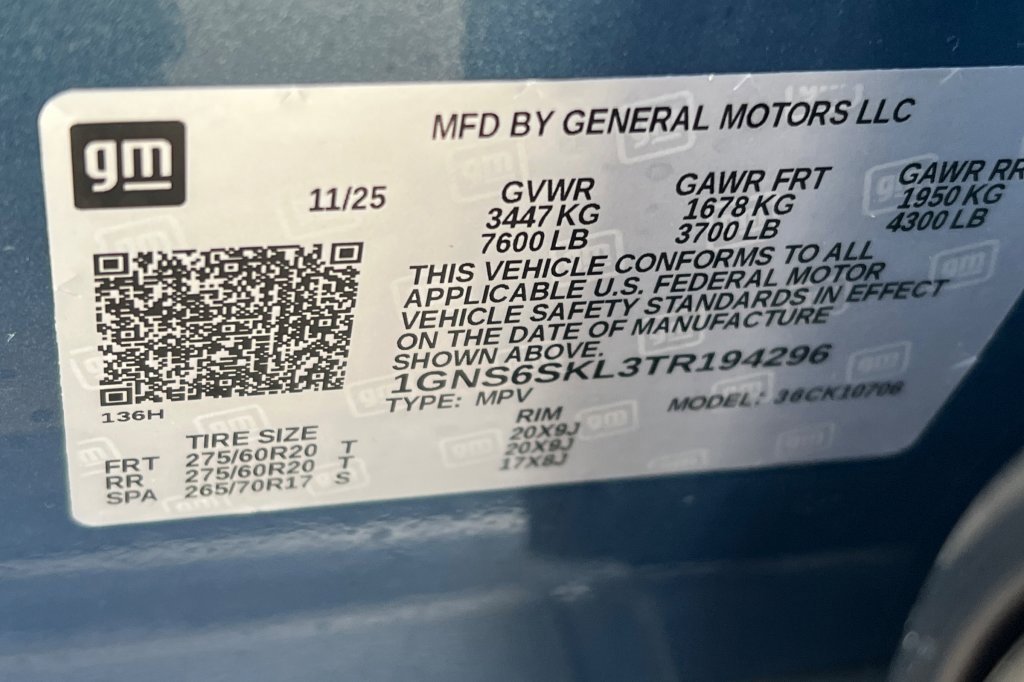 gm
MFD BY GENERAL MOTORS LLC
11/25
GVWR GAWR FRT GAWR RR
3447 KG 1678 KG 1950 KG
7600 LB 3700 LB 4300 LB
THIS VEHICLE CONFORMS TO ALL
APPLICABLE U.S. FEDERAL MOTOR
VEHICLE SAFETY STANDARDS IN EFFECT
ON THE DATE OF MANUFACTURE
SHOWN ABOVE.
1GNS6SKL3TR194296
TYPE: MPV MODEL: 36CK10706
136H
TIRE SIZE RIM
FRT 275/60R20 T 20X9J
RR 275/60R20 T 20X9J
SPA 265/70R17 S 17X8J